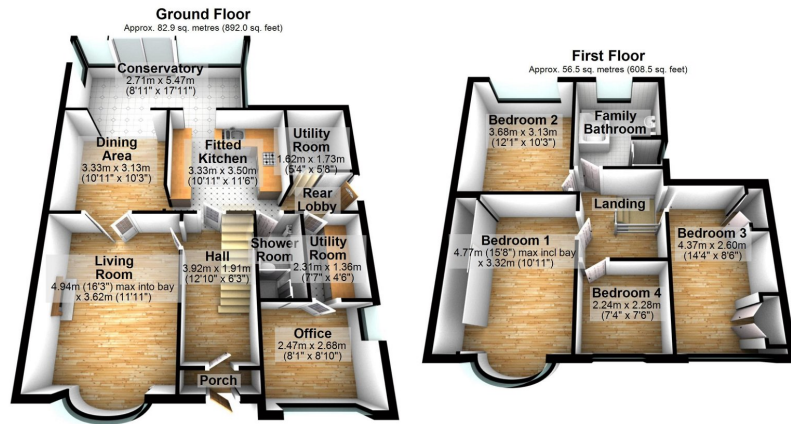 Ground Floor
Approx. 82.9 sq. metres (892.0 sq. feet)
Conservatory
2.71m x 5.47m
(8'11" x 17'11")
Dining
Area
3.33m x 3.13m
(10'11" x 10'3")
Fitted
Kitchen
3.33m x 3.50m
(10'11" x 11'6")
Utility
Room
1.62m x 1.73m
(5'4" x 5'8")
Rear
Lobby
Living
Room
4.94m (16'3") max into bay
x 3.62m (11'11")
Hall
3.92m x 1.91m
(12'10" x 6'3")
Shower
Room
Utility
Room
2.31m x 1.36m
(7'7" x 4'6")
Office
2.47m x 2.68m
(8'1" x 8'10")
Porch
First Floor
Approx. 56.5 sq. metres (608.5 sq. feet)
Bedroom 2
3.68m x 3.13m
(12'1" x 10'3")
Family
Bathroom
Landing
Bedroom 1
4.77m (15'8") max incl bay
x 3.32m (10'11")
Bedroom 3
4.37m x 2.60m
(14'4" x 8'6")
Bedroom 4
2.24m x 2.28m
(7'4" x 7'6")